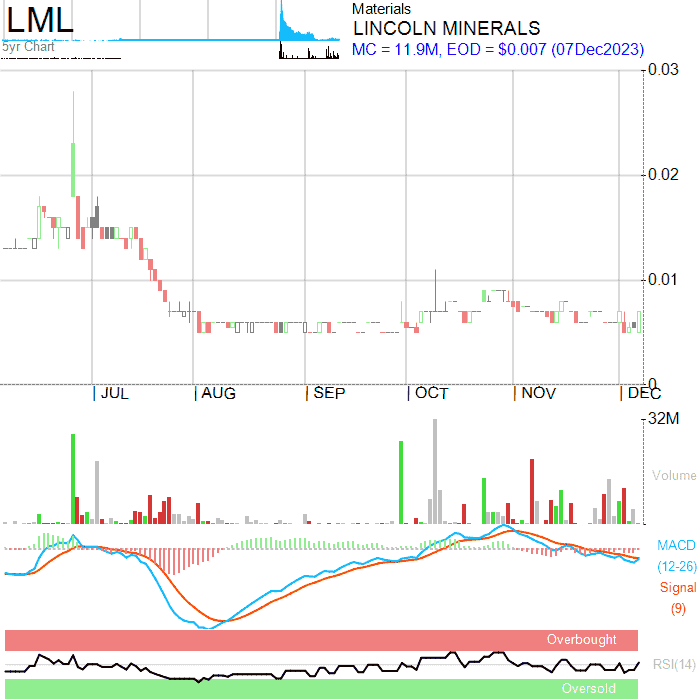 LML
Materials
LINCOLN MINERALS
5yr Chart
MC = 11.9M, EOD = $0.007 (07Dec2023)
0.03
0.02
0.01
0
JUL AUG SEP OCT NOV DEC
32M
Volume
MACD
(12-26)
Signal
(9)
Overbought
RSI(14)
Oversold